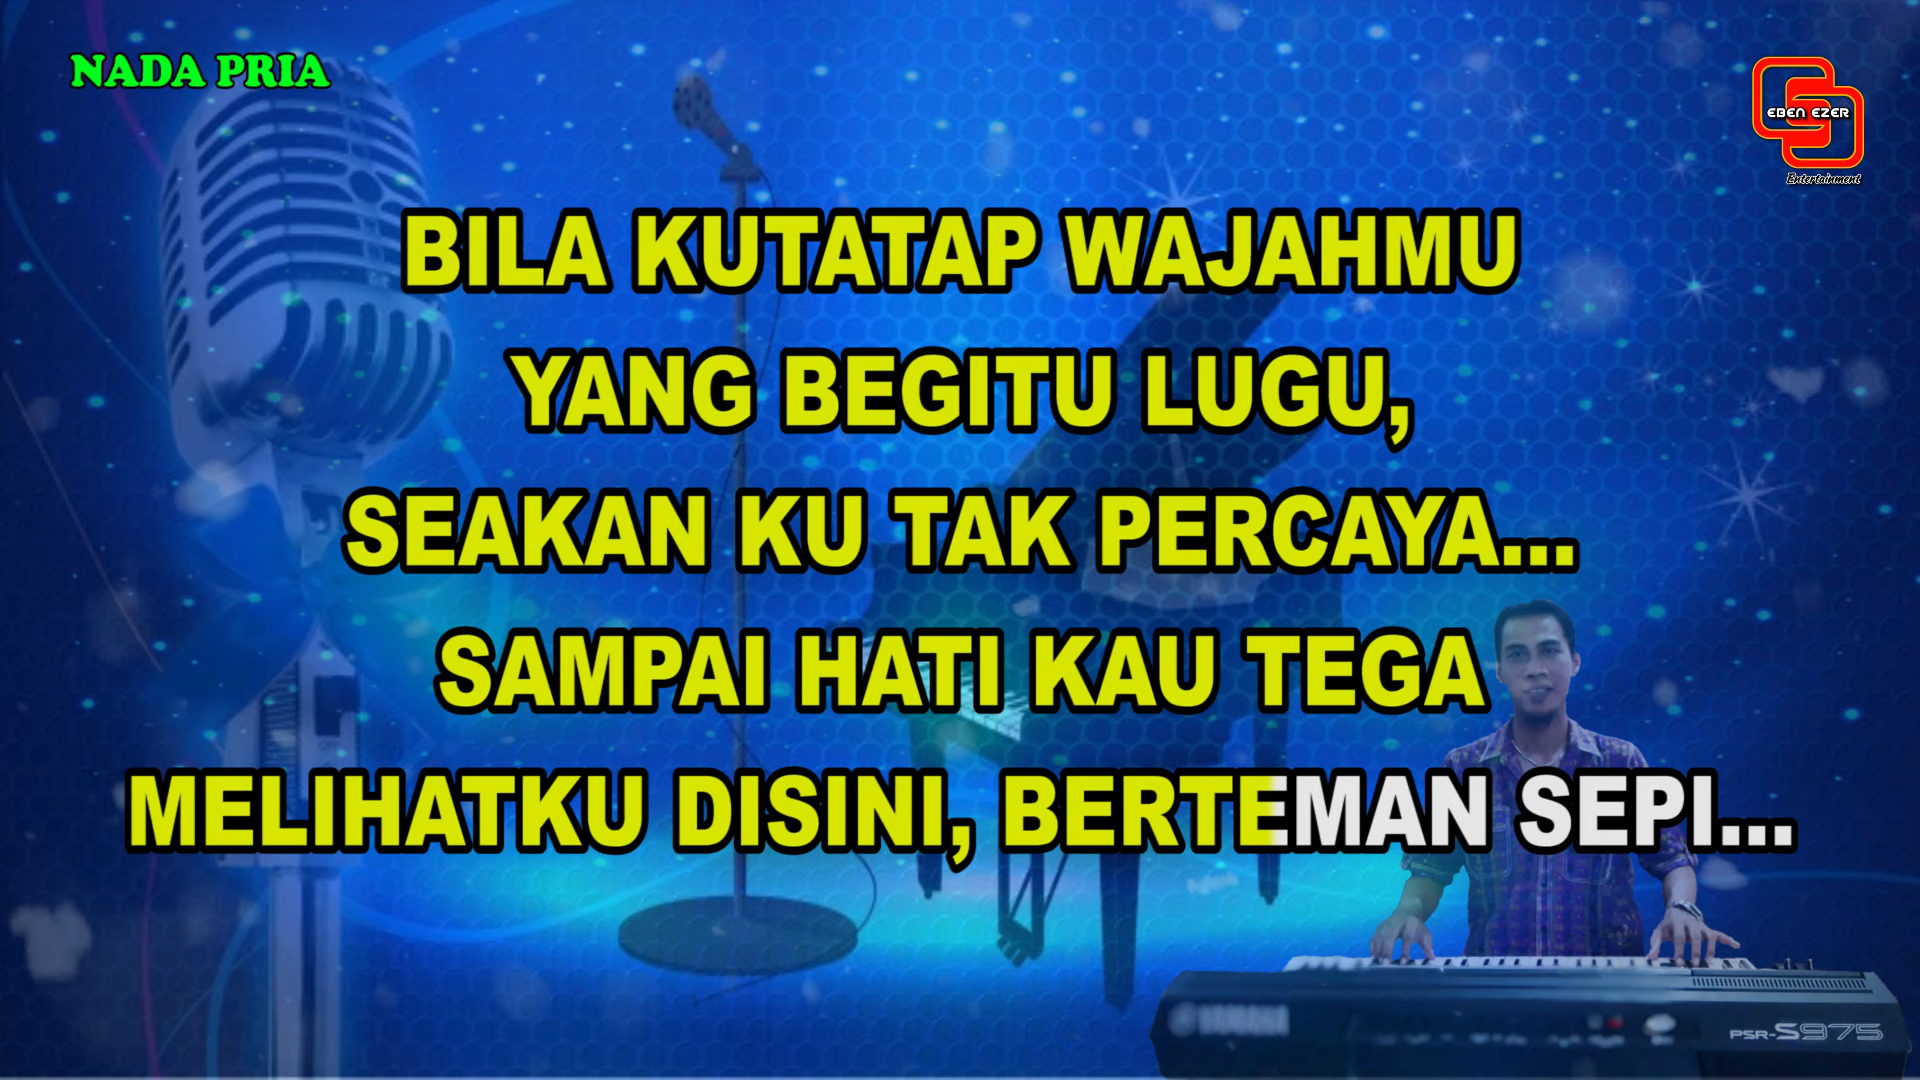 NADA PRIA
EBEN EZER
Entertainment
BILA KUTATAP WAJAHMU
YANG BEGITU LUGU,
SEAKAN KU TAK PERCAYA...
SAMPAI HATI KAU TEGA
MELIHATKU DISINI, BERTEMAN SEPI...
YAMAHA
PSR-S975